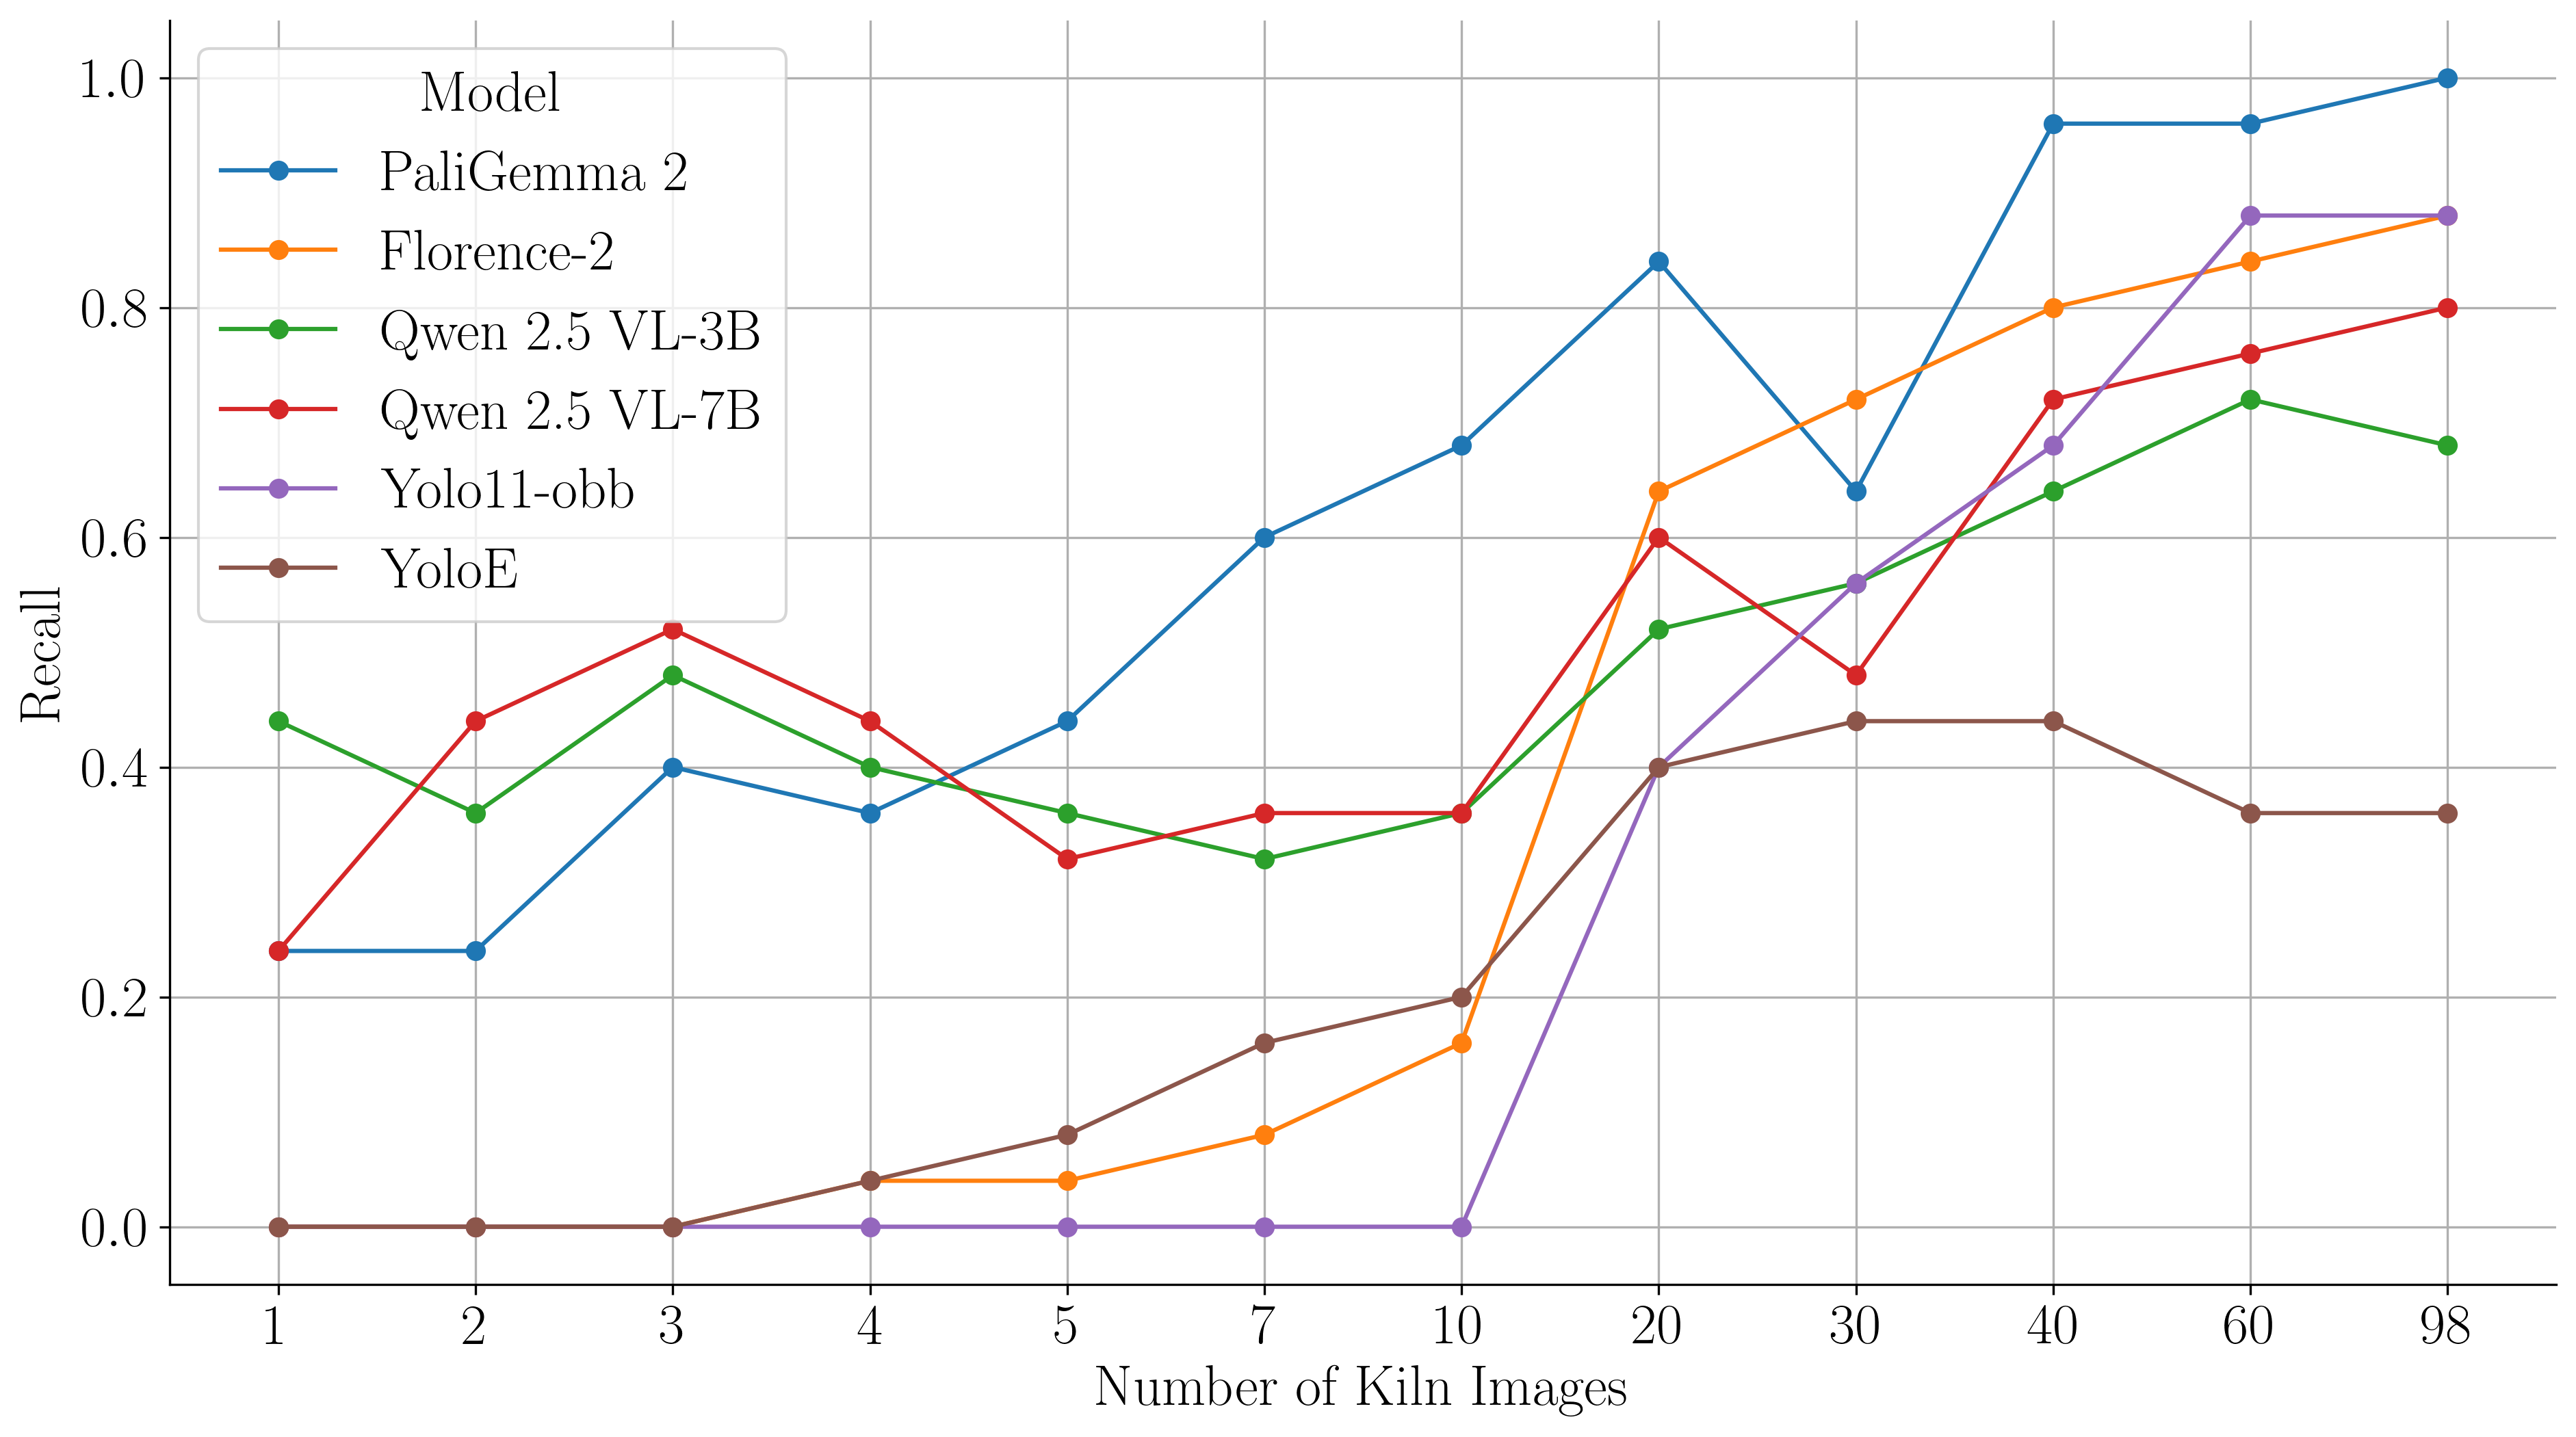 Model
PaliGemma 2
Florence-2
Qwen 2.5 VL-3B
Qwen 2.5 VL-7B
Yolo11-obb
YoloE
Recall
1.0
0.8
0.6
0.4
0.2
0.0
1 2 3 4 5 7 10 20 30 40 60 98
Number of Kiln Images